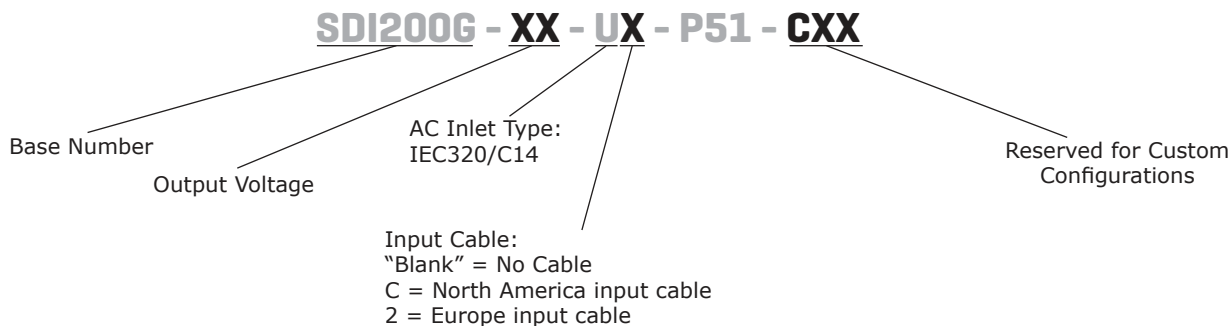 SDI200G - XX - UX - P51 - CXX
Base Number
Output Voltage
AC Inlet Type:
IEC320/C14
Input Cable:
“Blank” = No Cable
C = North America input cable
2 = Europe input cable
Reserved for Custom
Configurations